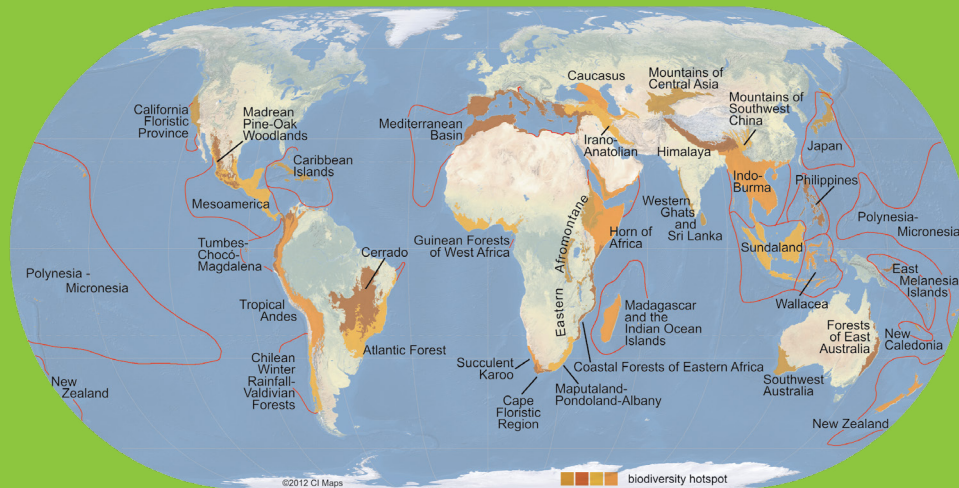 California
Floristic
Province
Madrean
Pine-Oak
Woodlands
Caribbean
Islands
Mesoamerica
Tumbes-
Chocó-
Magdalena
Polynesia -
Micronesia
Cerrado
Tropical
Andes
Atlantic Forest
Chilean
Winter
Rainfall-
Valdivian
Forests
New
Zealand
Mediterranean
Basin
Caucasus
Mountains of
Central Asia
Mountains of
Southwest
China
Irano-
Anatolian
Himalaya
Japan
Indo-
Burma
Philippines
Western
Ghats
and
Sri Lanka
Polynesia-
Micronesia
Guinean Forests
of West Africa
Eastern Afromontane
Horn of
Africa
Sundaland
Wallacea
East
Melanesia
Islands
Madagascar
and the
Indian Ocean
Islands
Forests
of East
Australia
New
Caledonia
Succulent
Karoo
Coastal Forests of Eastern Africa
Cape
Floristic
Region
Maputaland-
Pondoland-Albany
Southwest
Australia
New Zealand
©2012 CI Maps
biodiversity hotspot